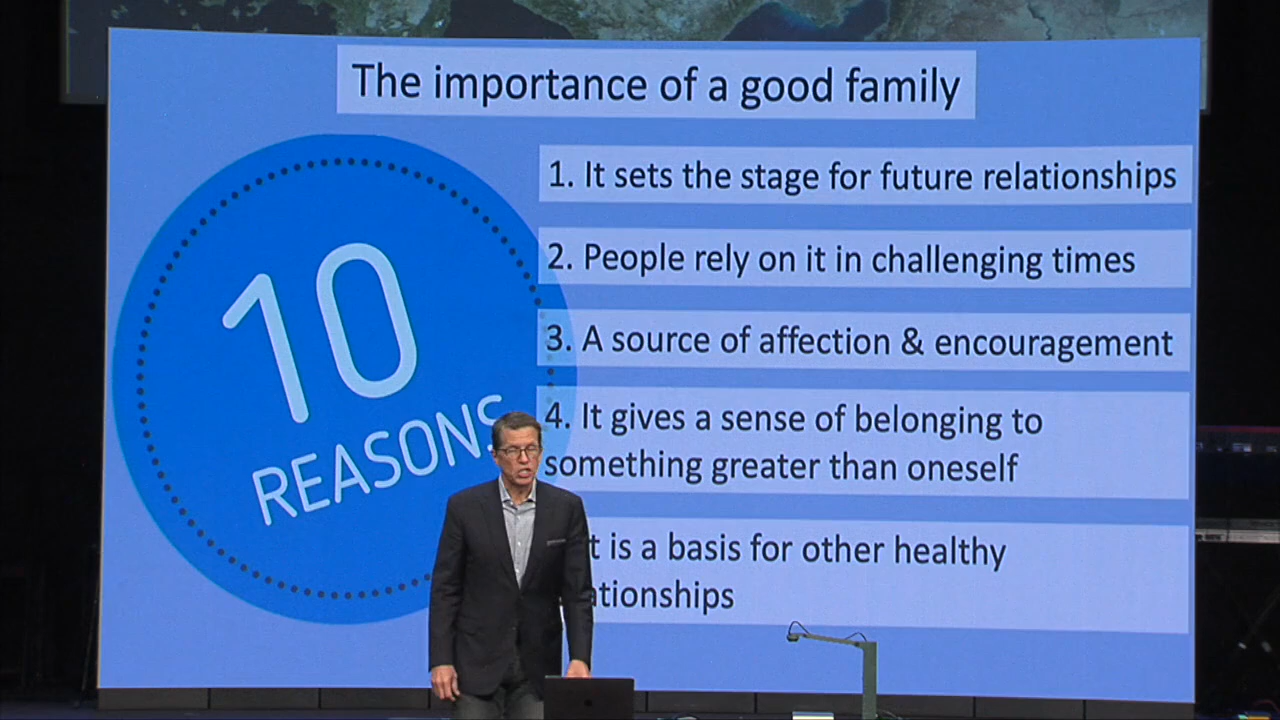 The importance of a good family
10
REASONS
1. It sets the stage for future relationships
2. People rely on it in challenging times
3. A source of affection & encouragement
4. It gives a sense of belonging to
something greater than oneself
is a basis for other healthy